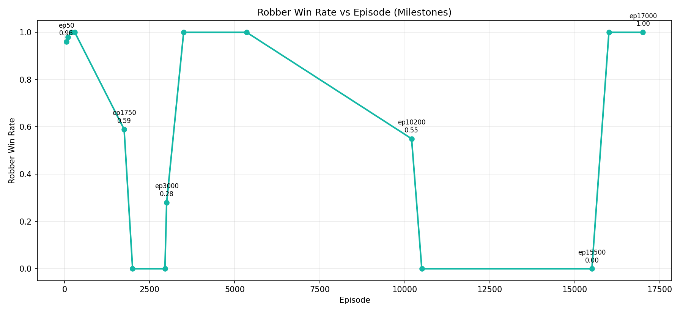 Robber Win Rate vs Episode (Milestones)
ep50
0.96
ep1750
0.59
ep3000
0.28
ep10200
0.55
ep15500
0.00
ep17000
1.00
Robber Win Rate
1.0
0.8
0.6
0.4
0.2
0.0
0 2500 5000 7500 10000 12500 15000 17500
Episode